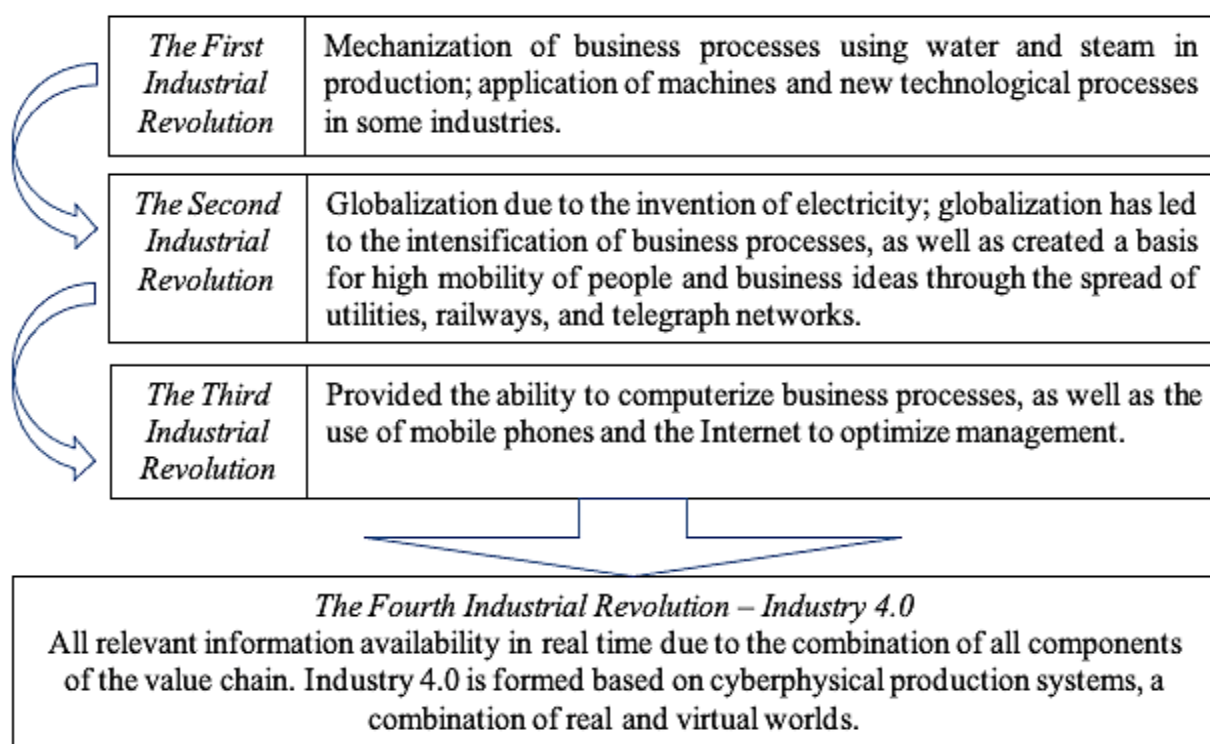 The First
Industrial
Revolution
Mechanization of business processes using water and steam in
production; application of machines and new technological processes
in some industries.
The Second
Industrial
Revolution
Globalization due to the invention of electricity; globalization has led
to the intensification of business processes, as well as created a basis
for high mobility of people and business ideas through the spread of
utilities, railways, and telegraph networks.
The Third
Industrial
Revolution
Provided the ability to computerize business processes, as well as the
use of mobile phones and the Internet to optimize management.
The Fourth Industrial Revolution – Industry 4.0
All relevant information availability in real time due to the combination of all components
of the value chain. Industry 4.0 is formed based on cyberphysical production systems, a
combination of real and virtual worlds.